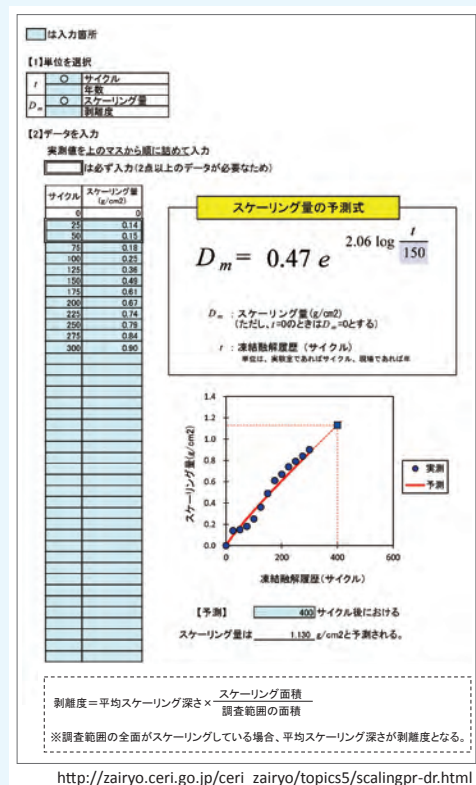 は入力箇所
【1】単位を選択
t ○ サイクル
年数
Dm ○ スケーリング量
剥離度
【2】データを入力
実測値を上のマスから順に詰めて入力
は必ず入力(2点以上のデータが必要なため)
サイクル スケーリング量 (g/cm2)
0 0
25 0.14
50 0.15
75 0.18
100 0.25
125 0.36
150 0.49
175 0.61
200 0.67
225 0.74
250 0.79
275 0.84
300 0.90
スケーリング量の予測式
Dm = 0.47 e 2.06 log t/150
Dm :スケーリング量(g/cm2)
(ただし、t=0のときはDm=0とする)
t :凍結融解履歴(サイクル)
単位は、実験室であればサイクル、現場であれば年
1.4
1.2
1.0
0.8
0.6
0.4
0.2
0.0
スケーリング量(g/cm2)
0 200 400 600
凍結融解履歴(サイクル)
実測
予測
【予測】 400 サイクル後における
スケーリング量は 1.130 g/cm2と予測される。
剥離度=平均スケーリング深さ× スケーリング面積
調査範囲の面積
※調査範囲の全面がスケーリングしている場合、平均スケーリング深さが剥離度となる。
http://zairyo.ceri.go.jp/ceri_zairyo/topics5/scalingpr-dr.html